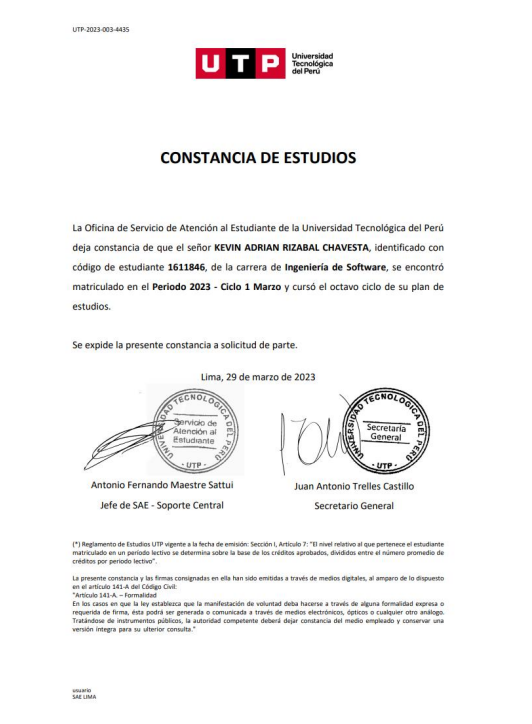 UTP-2023-003-4435
UTP
Universidad
Tecnológica
del Perú
CONSTANCIA DE ESTUDIOS
La Oficina de Servicio de Atención al Estudiante de la Universidad Tecnológica del Perú
deja constancia de que el señor KEVIN ADRIAN RIZABAL CHAVESTA, identificado con
código de estudiante 1611846, de la carrera de Ingeniería de Software, se encontró
matriculado en el Periodo 2023 - Ciclo 1 Marzo y cursó el octavo ciclo de su plan de
estudios.
Se expide la presente constancia a solicitud de parte.
Lima, 29 de marzo de 2023
UNIVERSIDAD TECNOLOGICA DEL PERÚ
Servicio de
Atención al
Estudiante
- UTP -
UNIVERSIDAD TECNOLOGICA DEL PERÚ
Secretaría
General
- UTP -
Antonio Fernando Maestre Sattui
Jefe de SAE - Soporte Central
Juan Antonio Trelles Castillo
Secretario General
(*) Reglamento de Estudios UTP vigente a la fecha de emisión: Sección I, Artículo 7: "El nivel relativo al que pertenece el estudiante
matriculado en un período lectivo se determina sobre la base de los créditos aprobados, divididos entre el número promedio de
créditos por periodo lectivo".
La presente constancia y las firmas consignadas en ella han sido emitidas a través de medios digitales, al amparo de lo dispuesto
en el artículo 141-A del Código Civil:
"Artículo 141-A. – Formalidad
En los casos en que la ley establezca que la manifestación de voluntad deba hacerse a través de alguna formalidad expresa o
requerida de firma, ésta podrá ser generada o comunicada a través de medios electrónicos, ópticos o cualquier otro análogo.
Tratándose de instrumentos públicos, la autoridad competente deberá dejar constancia del medio empleado y conservar una
versión íntegra para su ulterior consulta."
usuario
SAE LIMA